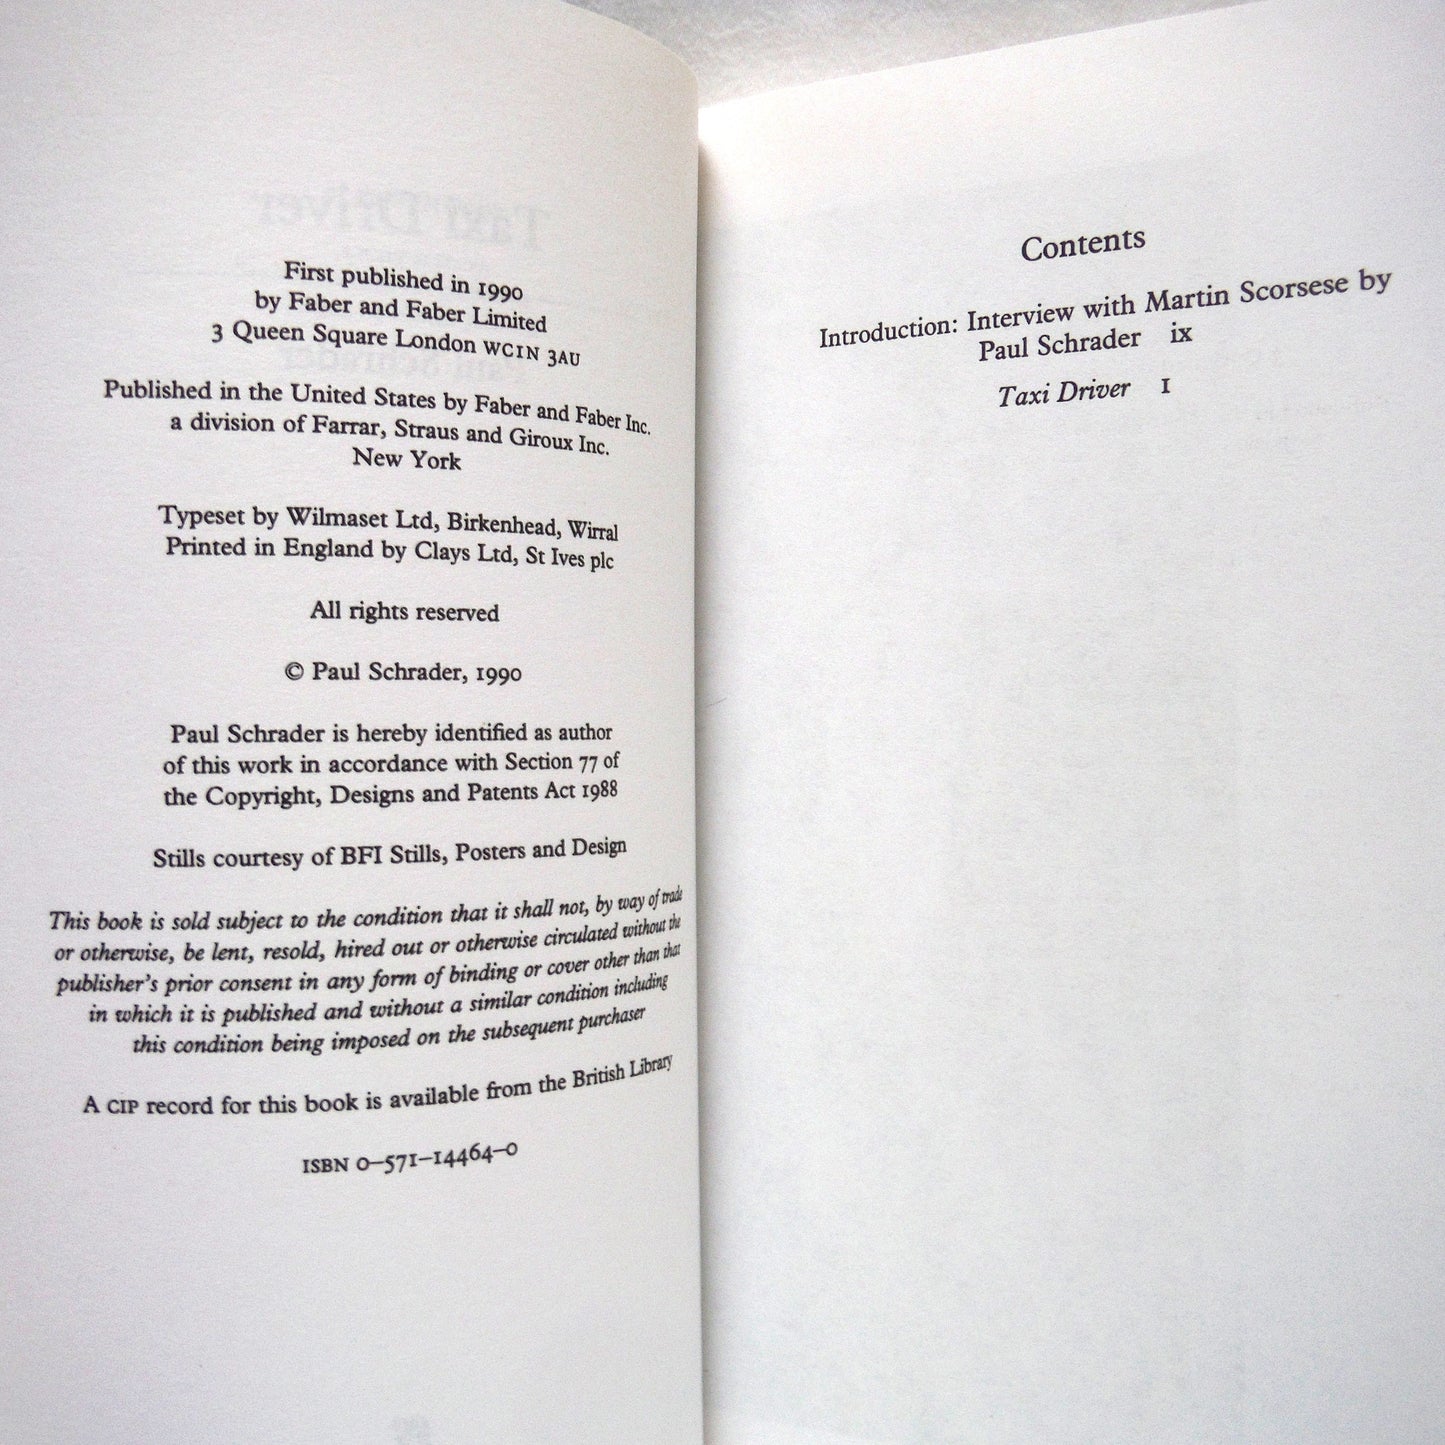 First published in 1990
by Faber and Faber Limited
3 Queen Square London WC1N 3AU
Published in the United States by Faber and Faber Inc.
a division of Farrar, Straus and Giroux Inc.
New York
Typeset by Wilmaset Ltd, Birkenhead, Wirral
Printed in England by Clays Ltd, St Ives plc
All rights reserved
© Paul Schrader, 1990
Paul Schrader is hereby identified as author
of this work in accordance with Section 77 of
the Copyright, Designs and Patents Act 1988
Stills courtesy of BFI Stills, Posters and Design
This book is sold subject to the condition that it shall not, by way of trade
or otherwise, be lent, resold, hired out or otherwise circulated without the
publisher's prior consent in any form of binding or cover other than that
in which it is published and without a similar condition including
this condition being imposed on the subsequent purchaser
A CIP record for this book is available from the British Library
ISBN 0–571–14464–0
Contents
Introduction: Interview with Martin Scorsese by
Paul Schrader ix
Taxi Driver 1